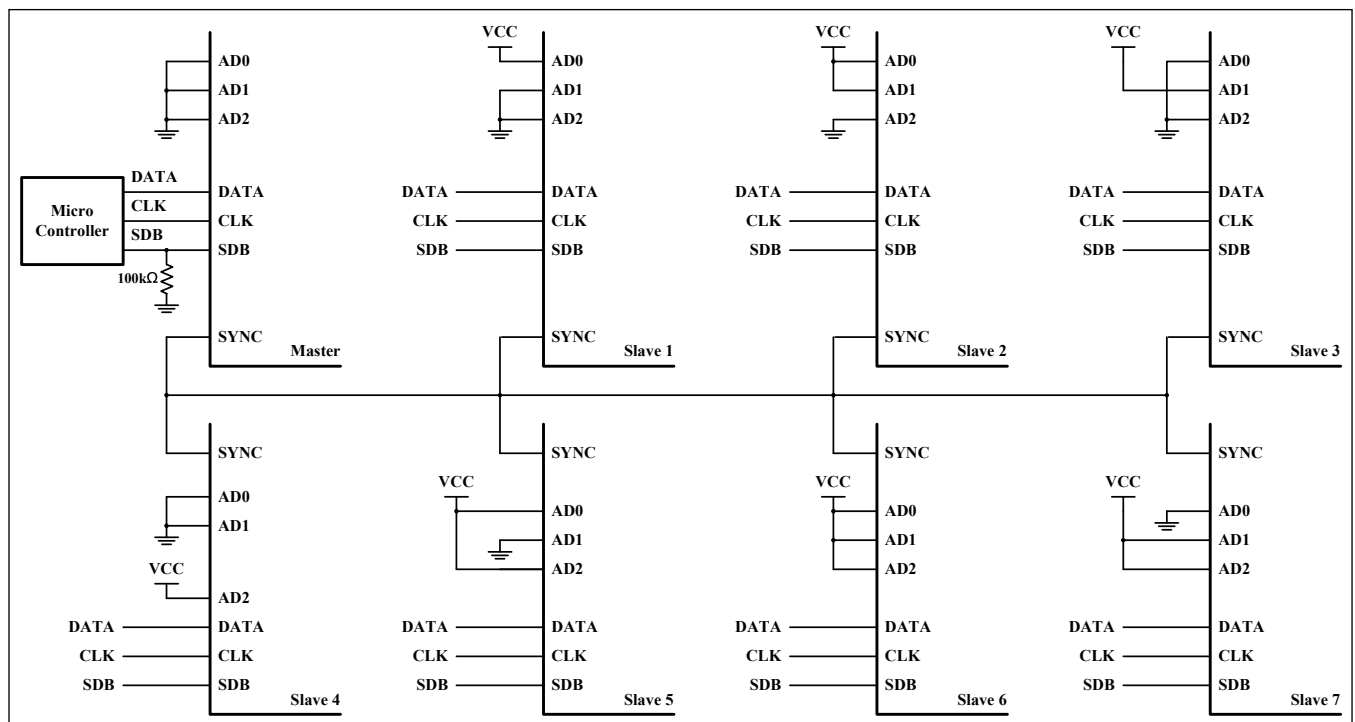 VCC VCC VCC
AD0 AD0 AD0 AD0
AD1 AD1 AD1 AD1
AD2 AD2 AD2 AD2
DATA
DATA DATA DATA DATA DATA DATA DATA
Micro CLK
Controller CLK CLK CLK CLK CLK CLK CLK
SDB
SDB SDB SDB SDB SDB SDB SDB
100kΩ
SYNC SYNC SYNC SYNC
Master Slave 1 Slave 2 Slave 3
SYNC SYNC SYNC SYNC
VCC VCC VCC
AD0 AD0 AD0 AD0
AD1 AD1 AD1 AD1
VCC AD2 AD2 AD2
AD2
DATA DATA DATA DATA DATA DATA DATA DATA
CLK CLK CLK CLK CLK CLK CLK CLK
SDB SDB SDB SDB SDB SDB SDB SDB
Slave 4 Slave 5 Slave 6 Slave 7